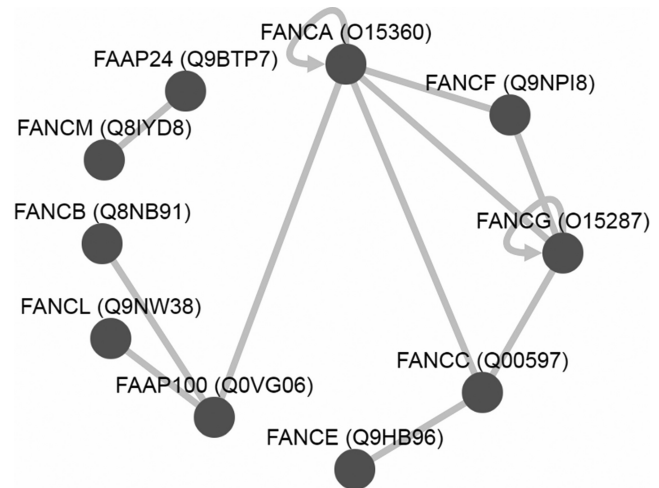 FANCA (O15360)
FAAP24 (Q9BTP7)
FANCF (Q9NPI8)
FANCM (Q8IYD8)
FANCB (Q8NB91)
FANCG (O15287)
FANCL (Q9NW38)
FANCC (Q00597)
FAAP100 (Q0VG06)
FANCE (Q9HB96)